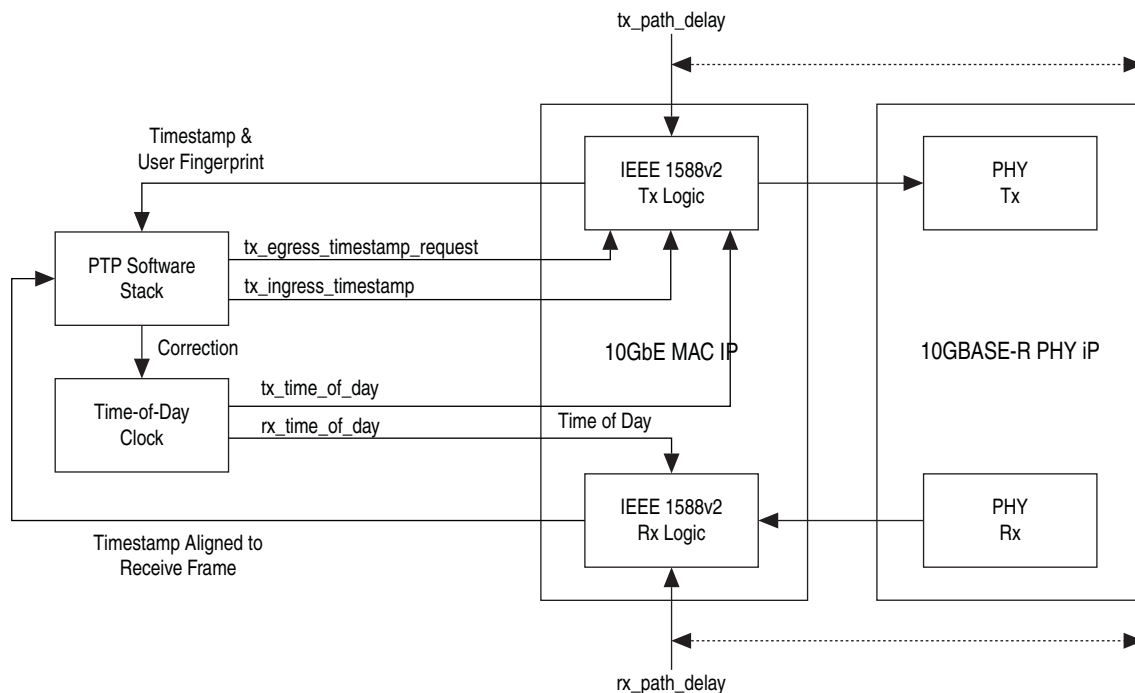 tx_path_delay
Timestamp &
User Fingerprint
IEEE 1588v2
Tx Logic
PHY
Tx
tx_egress_timestamp_request
PTP Software
Stack
tx_ingress_timestamp
Correction
10GbE MAC IP
10GBASE-R PHY iP
tx_time_of_day
Time-of-Day
Clock
rx_time_of_day
Time of Day
IEEE 1588v2
Rx Logic
PHY
Rx
Timestamp Aligned to
Receive Frame
rx_path_delay